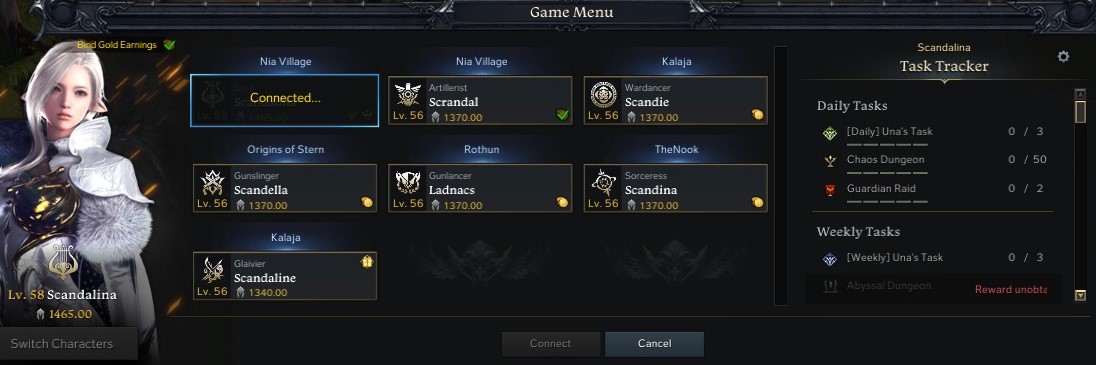 Game Menu
Bind Gold Earnings
Lv. 58 Scandalina
1465.00
Switch Characters
Nia Village
Connected...
Lv. 58 1465.00
Nia Village
Artillerist
Scrandal
Lv. 56 1370.00
Kalaja
Wardancer
Scandie
Lv. 56 1370.00
Origins of Stern
Gunslinger
Scandella
Lv. 56 1370.00
Rothun
Gunlancer
Ladnacs
Lv. 56 1370.00
TheNook
Sorceress
Scandina
Lv. 56 1370.00
Kalaja
Glaivier
Scandaline
Lv. 56 1340.00
Connect
Cancel
Scandalina
Task Tracker
Daily Tasks
[Daily] Una's Task 0 / 3
Chaos Dungeon 0 / 50
Guardian Raid 0 / 2
Weekly Tasks
[Weekly] Una's Task 0 / 3
Abyssal Dungeon Reward unobta